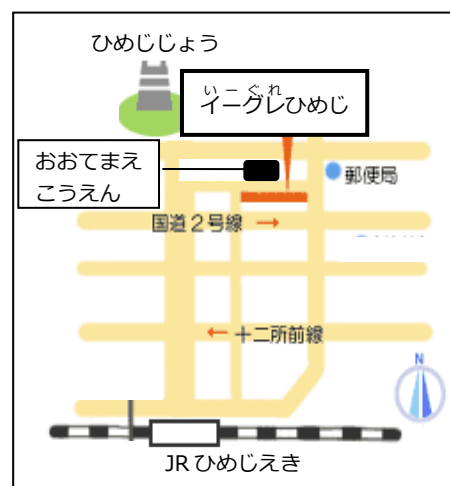 ひめじじょう
いーぐれ
イーグレひめじ
おおてまえ
こうえん
郵便局
国道２号線 →
← 十二所前線
N
JR ひめじえき